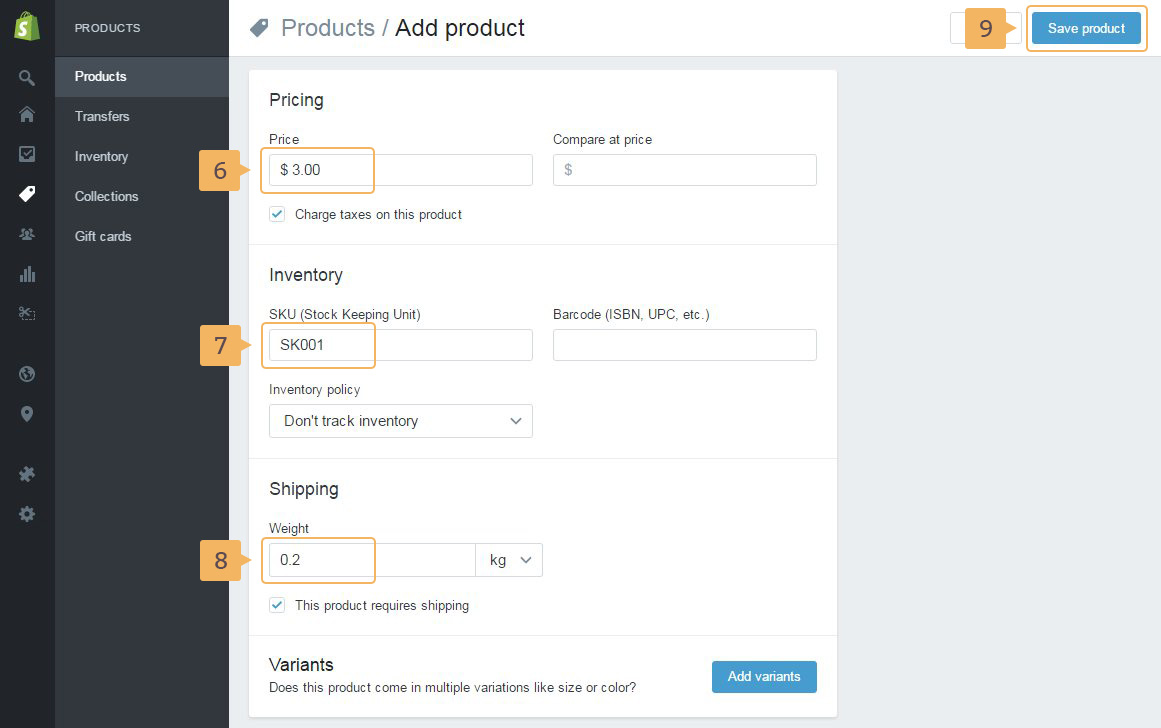 PRODUCTS
Products / Add product
9
Save product
Products
Transfers
Inventory
Collections
Gift cards
Pricing
Price
Compare at price
6
$ 3.00
$
Charge taxes on this product
Inventory
SKU (Stock Keeping Unit)
Barcode (ISBN, UPC, etc.)
7
SK001
Inventory policy
Don't track inventory
Shipping
Weight
8
0.2
kg
This product requires shipping
Variants
Does this product come in multiple variations like size or color?
Add variants